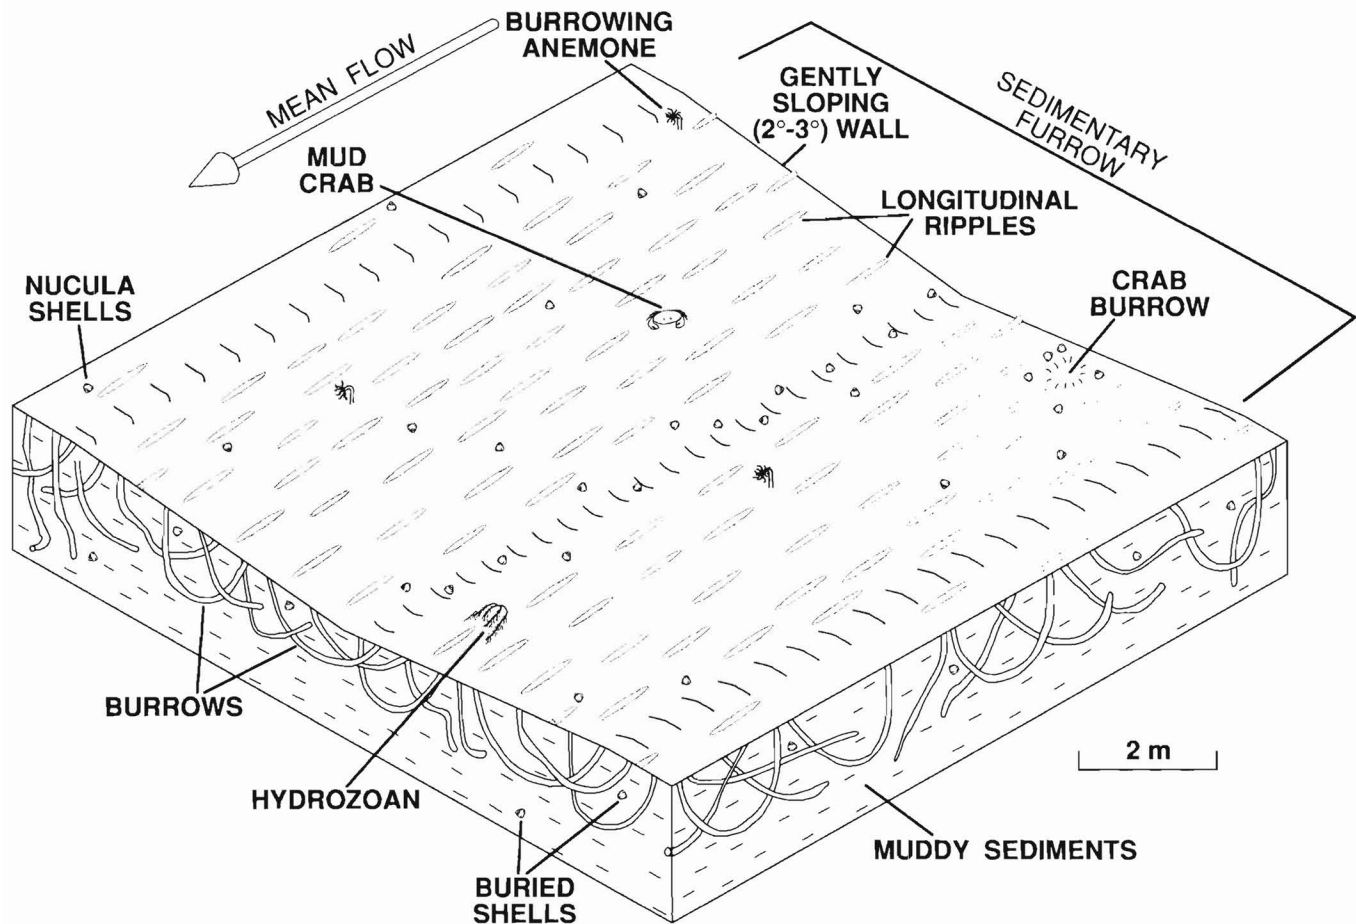 BURROWING
ANEMONE
MEAN FLOW
GENTLY
SLOPING
(2°-3°) WALL
SEDIMENTARY
FURROW
MUD
CRAB
LONGITUDINAL
RIPPLES
NUCULA
SHELLS
CRAB
BURROW
BURROWS
2 m
HYDROZOAN
MUDDY SEDIMENTS
BURIED
SHELLS